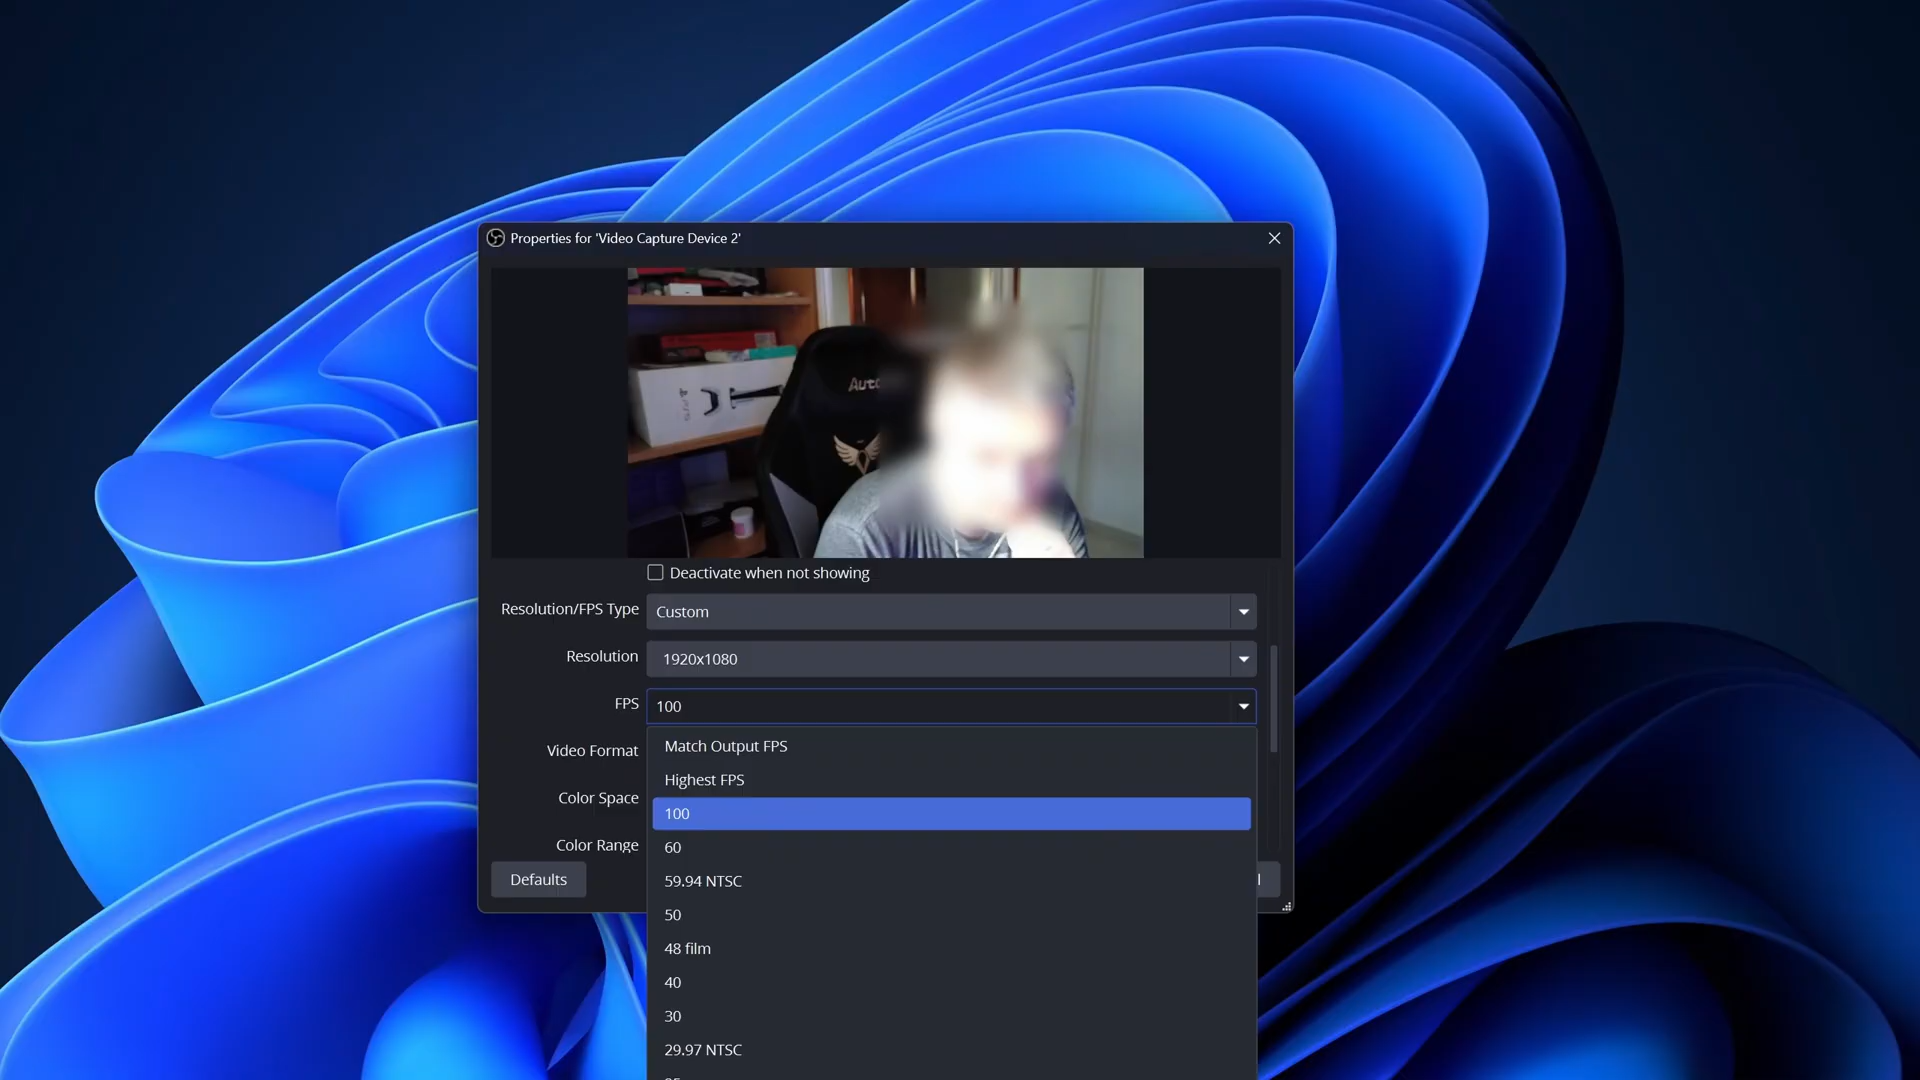 Properties for 'Video Capture Device 2'
Deactivate when not showing
Resolution/FPS Type
Custom
Resolution
1920x1080
FPS
100
Video Format
Color Space
Color Range
Match Output FPS
Highest FPS
100
60
59.94 NTSC
50
48 film
40
30
29.97 NTSC
Defaults